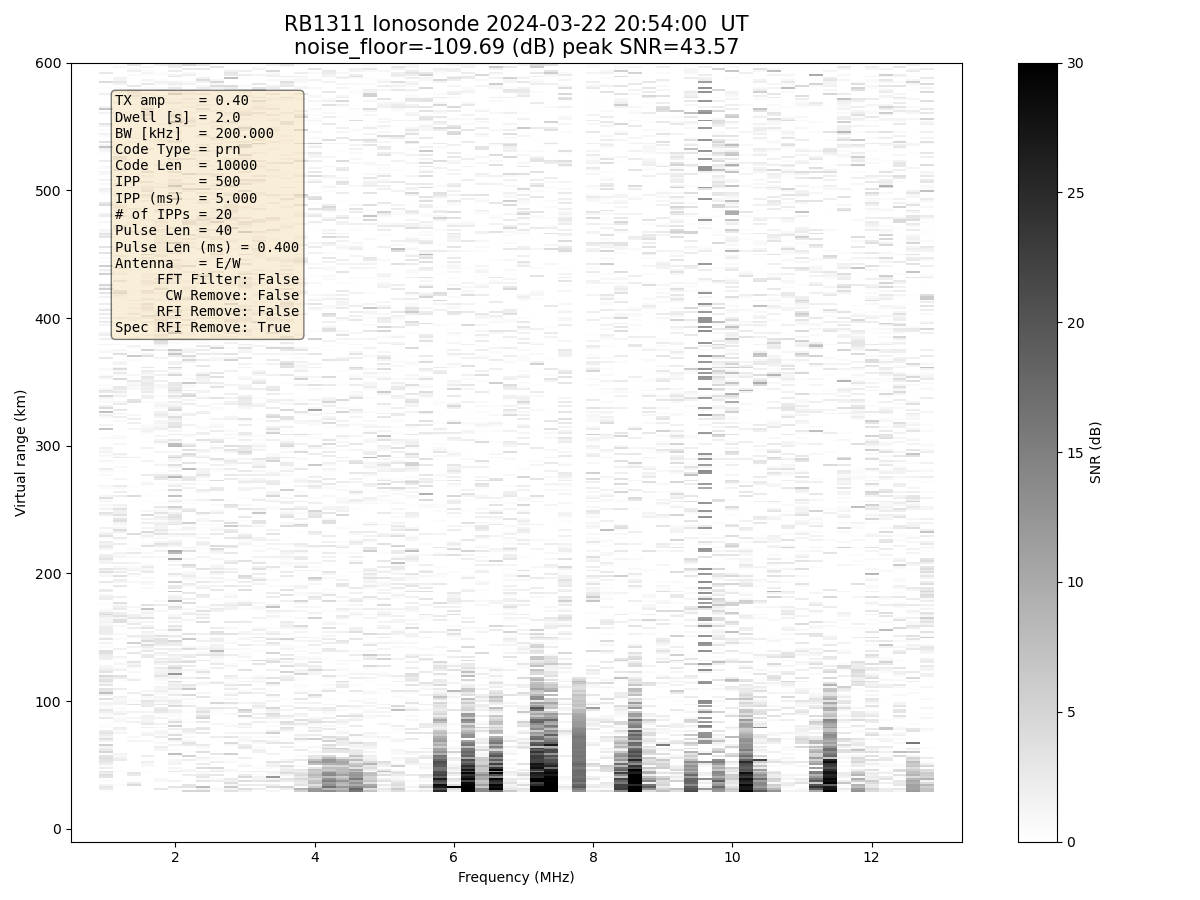 RB1311 Ionosonde 2024-03-22 20:54:00  UT
noise_floor=-109.69 (dB) peak SNR=43.57
TX amp    = 0.40
Dwell [s] = 2.0
BW [kHz]  = 200.000
Code Type = prn
Code Len  = 10000
IPP       = 500
IPP (ms)  = 5.000
# of IPPs = 20
Pulse Len = 40
Pulse Len (ms) = 0.400
Antenna   = E/W
FFT Filter: False
CW Remove: False
RFI Remove: False
Spec RFI Remove: True
600
500
400
300
200
100
0
Virtual range (km)
2 4 6 8 10 12
Frequency (MHz)
30
25
20
15
10
5
0
SNR (dB)